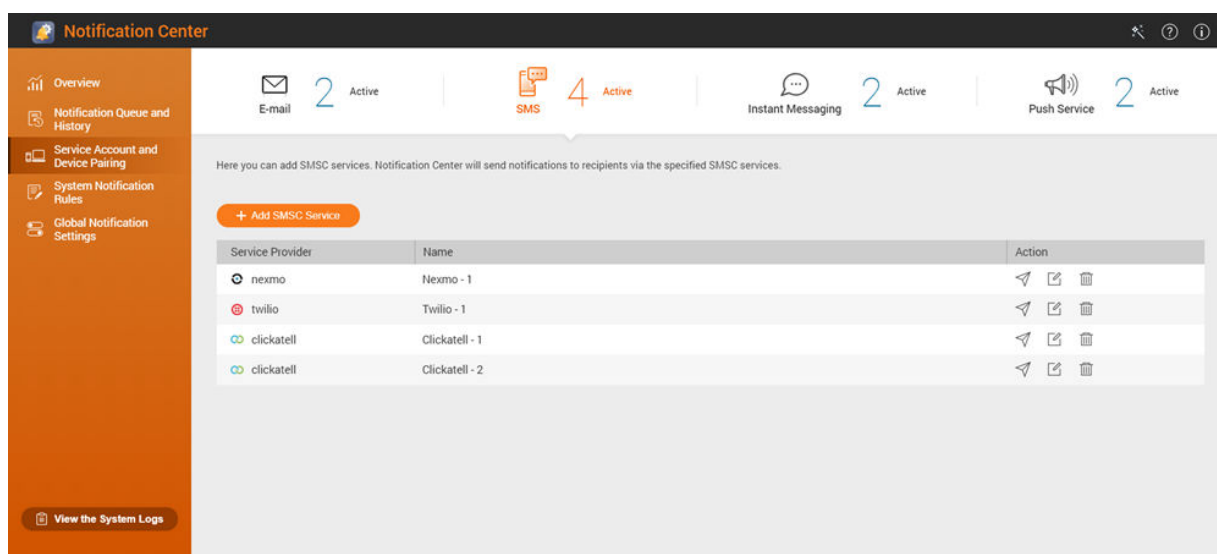 Notification Center
Overview
Notification Queue and
History
Service Account and
Device Pairing
System Notification
Rules
Global Notification
Settings
View the System Logs
E-mail
2
Active
SMS
4
Active
Instant Messaging
2
Active
Push Service
2
Active
Here you can add SMSC services. Notification Center will send notifications to recipients via the specified SMSC services.
+ Add SMSC Service
Service Provider Name Action
nexmo Nexmo - 1
twilio Twilio - 1
clickatell Clickatell - 1
clickatell Clickatell - 2